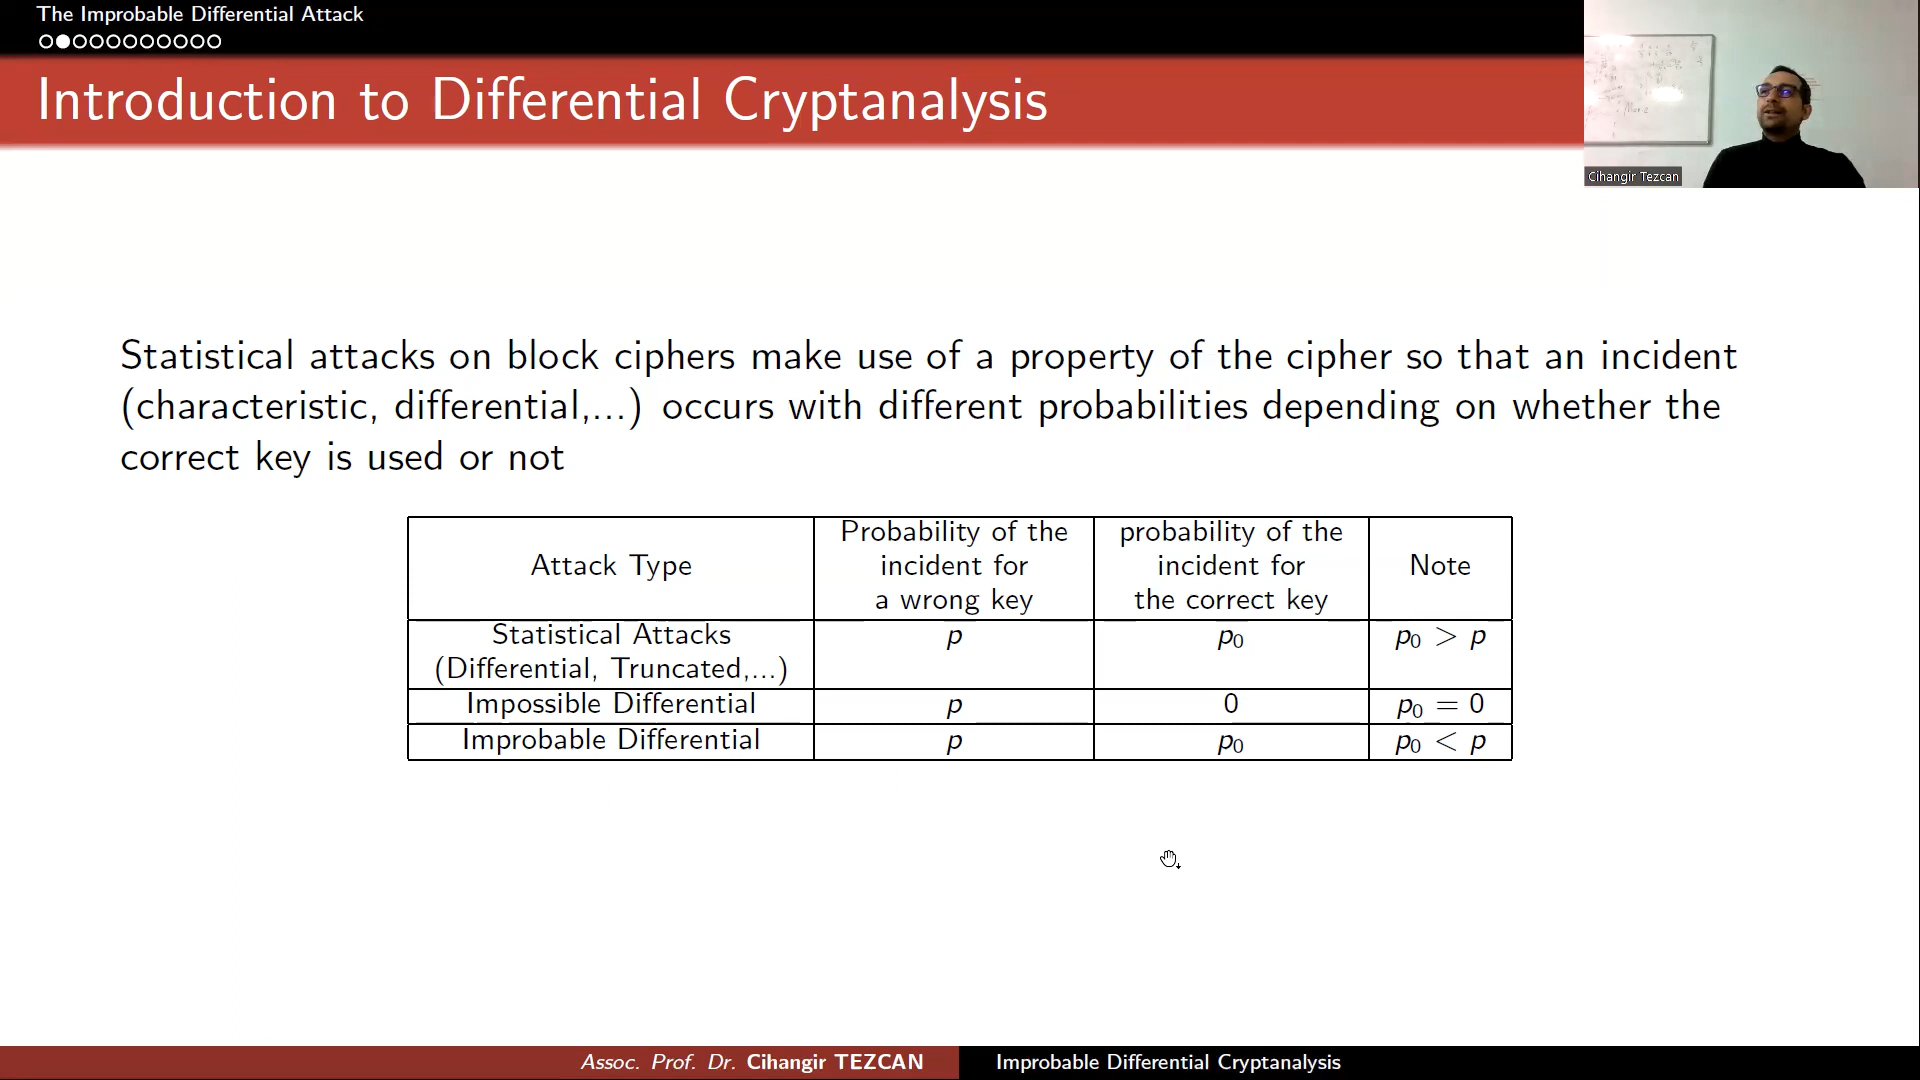 The Improbable Differential Attack
Introduction to Differential Cryptanalysis
Cihangir Tezcan
Statistical attacks on block ciphers make use of a property of the cipher so that an incident
(characteristic, differential,...) occurs with different probabilities depending on whether the
correct key is used or not
Attack Type
Probability of the
incident for
a wrong key
probability of the
incident for
the correct key
Note
Statistical Attacks
(Differential, Truncated,...)
p
p₀
p₀ > p
Impossible Differential
p
0
p₀ = 0
Improbable Differential
p
p₀
p₀ < p
Assoc. Prof. Dr. Cihangir TEZCAN
Improbable Differential Cryptanalysis